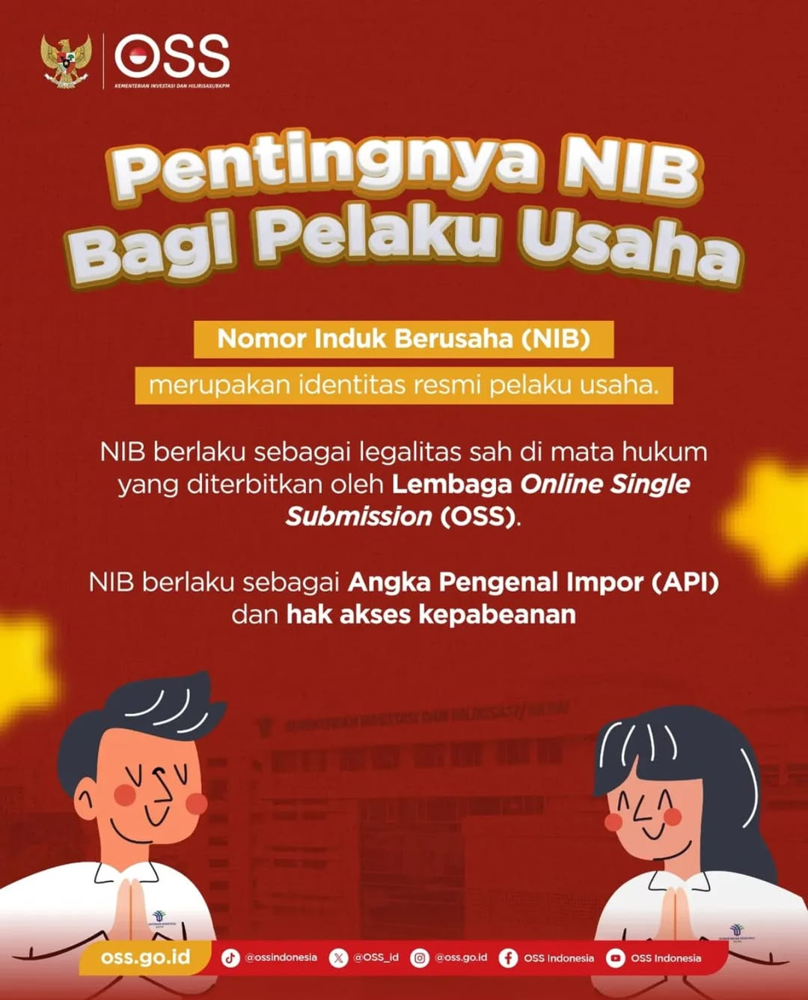 OSS
KEMENTERIAN INVESTASI DAN HILIRISASI/BKPM
Pentingnya NIB
Bagi Pelaku Usaha
Nomor Induk Berusaha (NIB)
merupakan identitas resmi pelaku usaha.
NIB berlaku sebagai legalitas sah di mata hukum
yang diterbitkan oleh Lembaga Online Single
Submission (OSS).
NIB berlaku sebagai Angka Pengenal Impor (API)
dan hak akses kepabeanan
KEMENTERIAN INVESTASI DAN HILIRISASI/BKPM
oss.go.id
@ossindonesia
@OSS_id
@oss.go.id
OSS Indonesia
OSS Indonesia